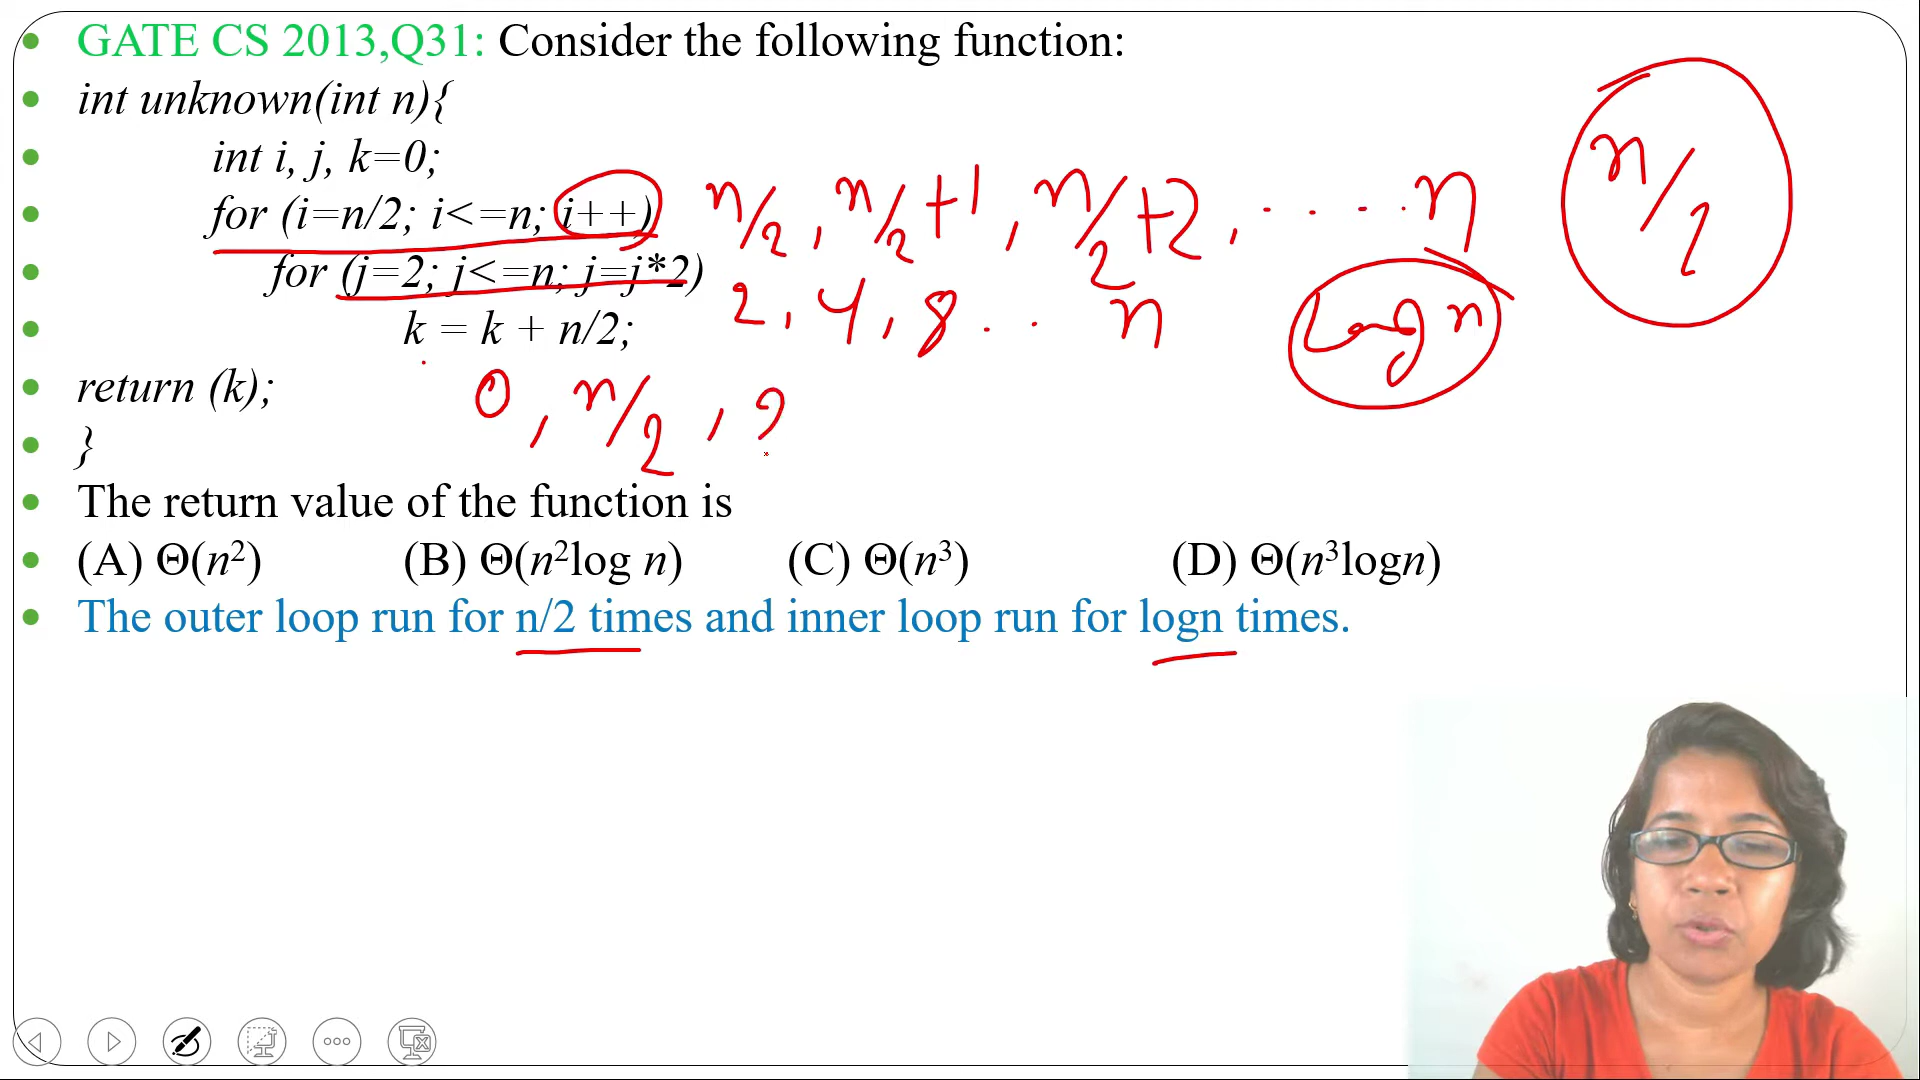 GATE CS 2013,Q31: Consider the following function:
int unknown(int n){
int i, j, k=0;
for (i=n/2; i<=n; i++) n/2, n/2+1, n/2+2, ....n
n/2
for (j=2; j<=n; j=j*2)
2, 4, 8.. n
logn
k = k + n/2;
return (k);
0, n/2, ?
}
The return value of the function is
(A) Θ(n²) (B) Θ(n²log n) (C) Θ(n³) (D) Θ(n³logn)
The outer loop run for n/2 times and inner loop run for logn times.